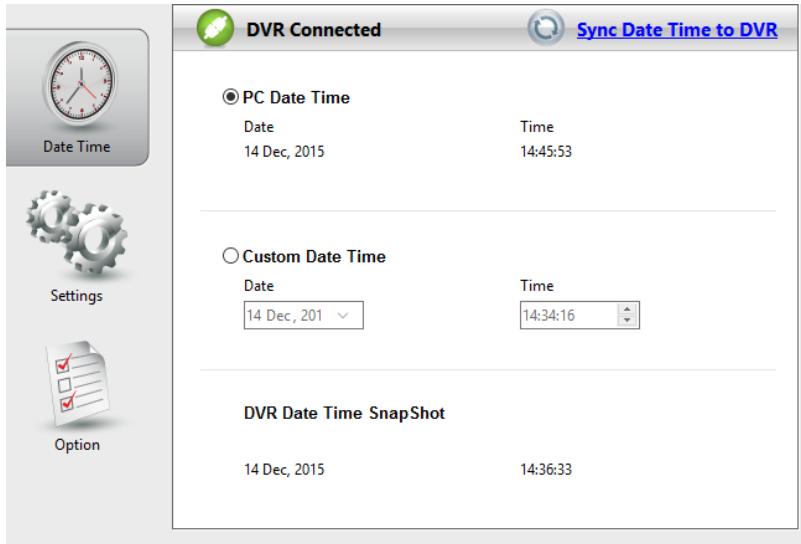 DVR Connected
Sync Date Time to DVR
Date Time
Settings
Option
PC Date Time
Date
Time
14 Dec, 2015
14:45:53
Custom Date Time
Date
Time
14 Dec , 201
14:34:16
DVR Date Time SnapShot
14 Dec, 2015
14:36:33